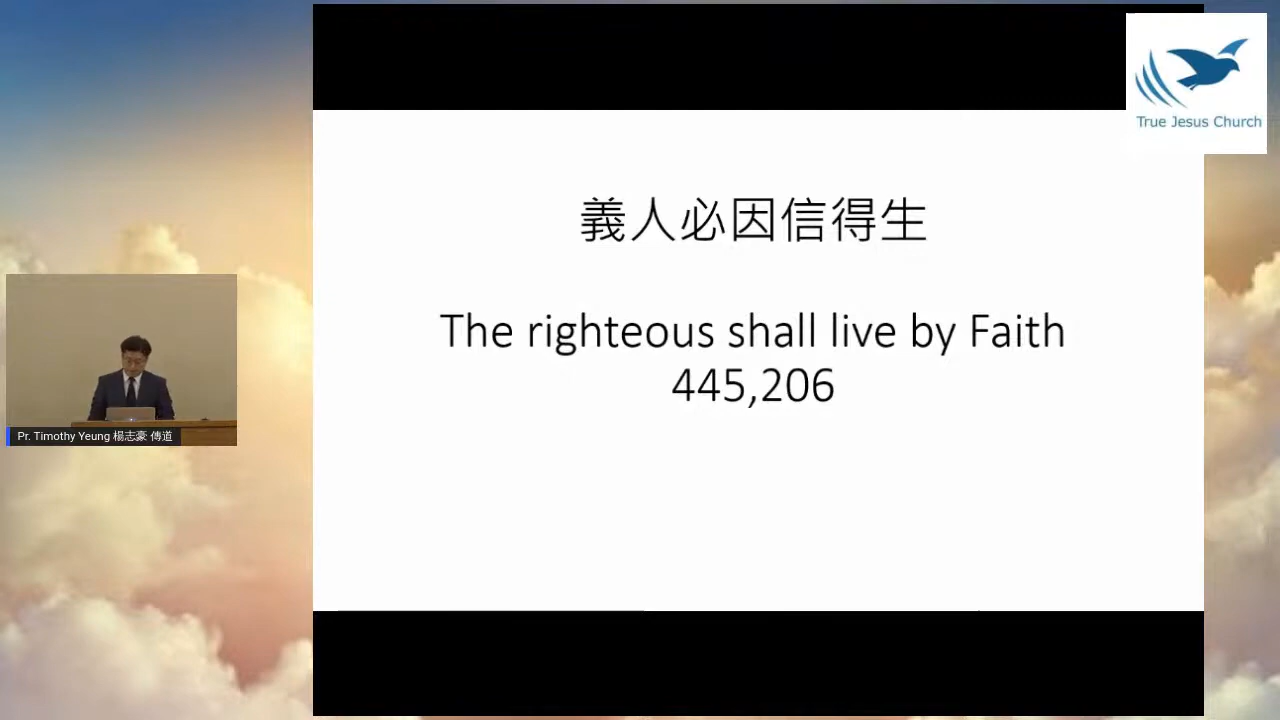 True Jesus Church
義人必因信得生
The righteous shall live by Faith
445,206
Pr. Timothy Yeung 楊志豪 傳道